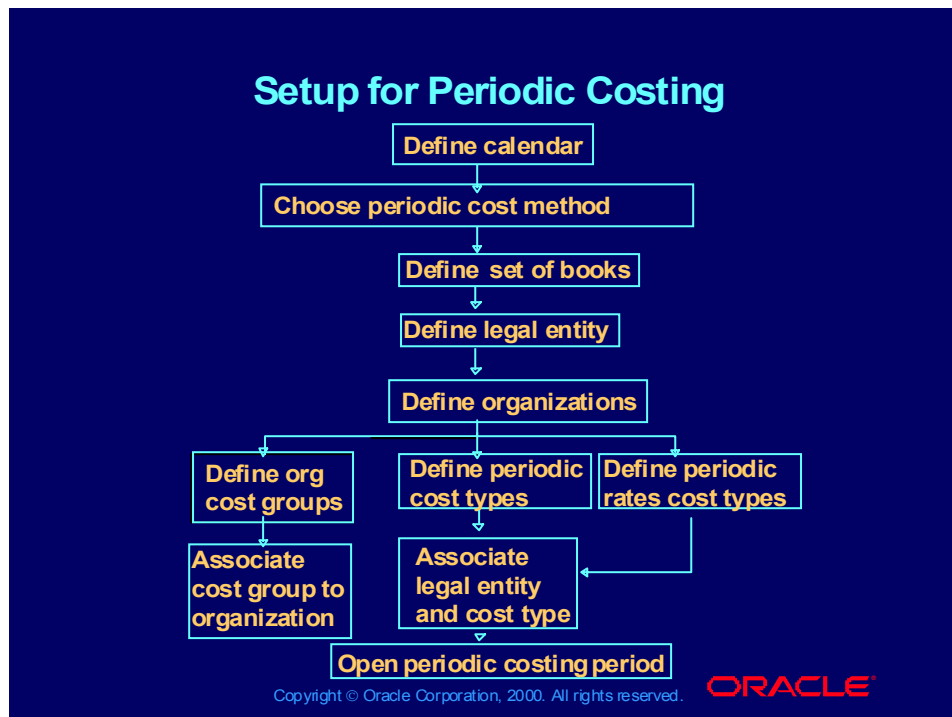 Setup for Periodic Costing
Define calendar
Choose periodic cost method
Define set of books
Define legal entity
Define organizations
Define org
cost groups
Define periodic
cost types
Define periodic
rates cost types
Associate
cost group to
organization
Associate
legal entity
and cost type
Open periodic costing period
Copyright © Oracle Corporation, 2000. All rights reserved.
ORACLE®